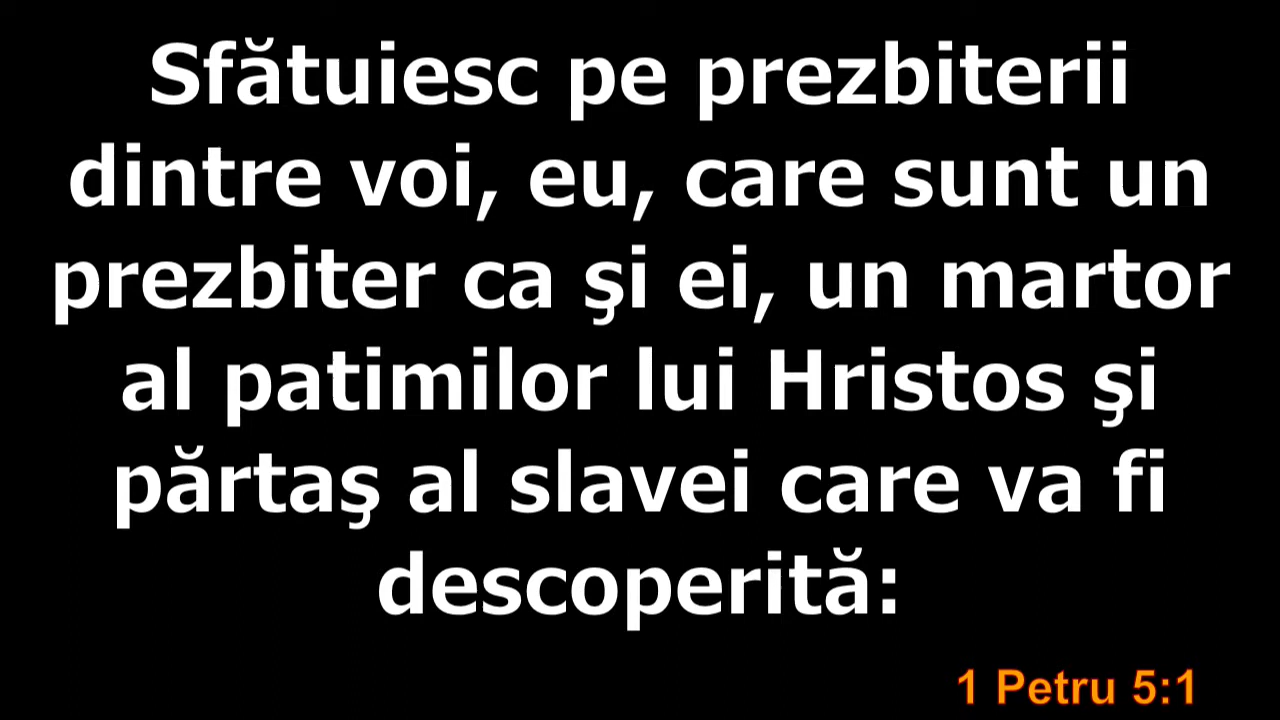 Sfătuiesc pe prezbiterii
dintre voi, eu, care sunt un
prezbiter ca şi ei, un martor
al patimilor lui Hristos şi
părtaş al slavei care va fi
descoperită:
1 Petru 5:1